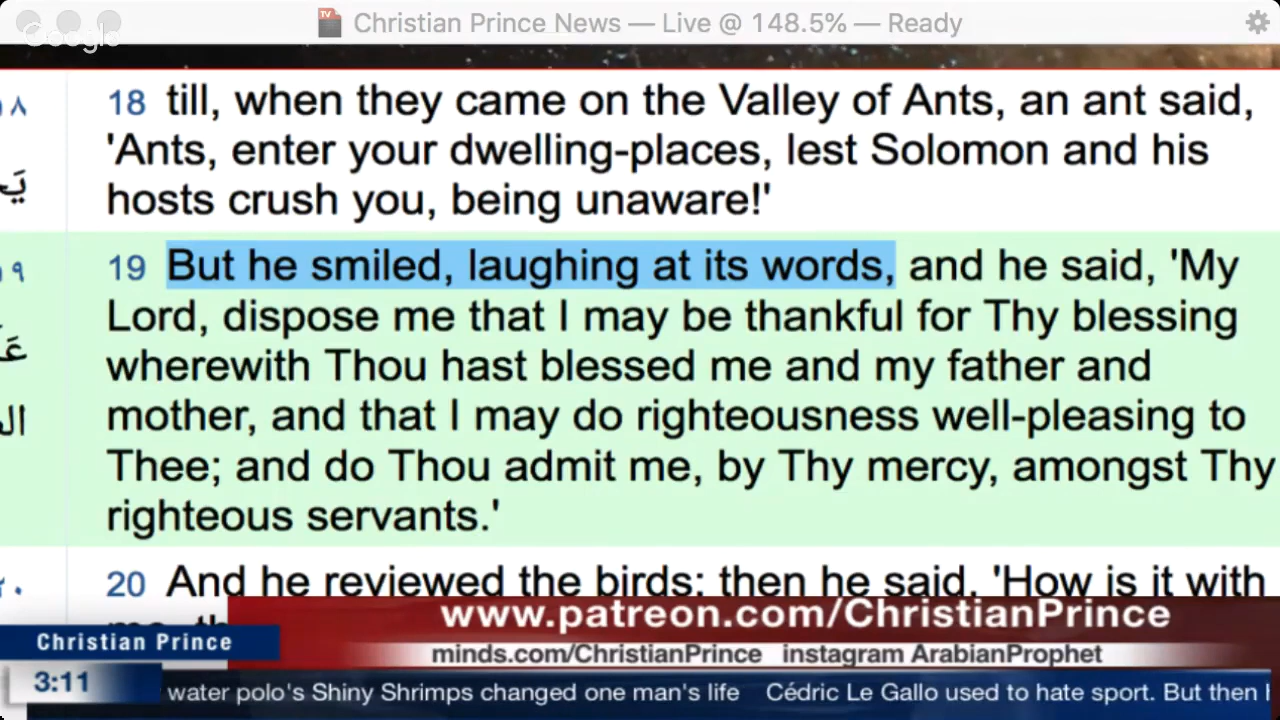 Christian Prince News — Live @ 148.5% — Ready
Google
18 till, when they came on the Valley of Ants, an ant said,
'Ants, enter your dwelling-places, lest Solomon and his
hosts crush you, being unaware!'
19 But he smiled, laughing at its words, and he said, 'My
Lord, dispose me that I may be thankful for Thy blessing
wherewith Thou hast blessed me and my father and
mother, and that I may do righteousness well-pleasing to
Thee; and do Thou admit me, by Thy mercy, amongst Thy
righteous servants.'
20 And he reviewed the birds; then he said, 'How is it with
www.patreon.com/ChristianPrince
Christian Prince
minds.com/ChristianPrince instagram ArabianProphet
3:11
water polo's Shiny Shrimps changed one man's life Cédric Le Gallo used to hate sport. But then